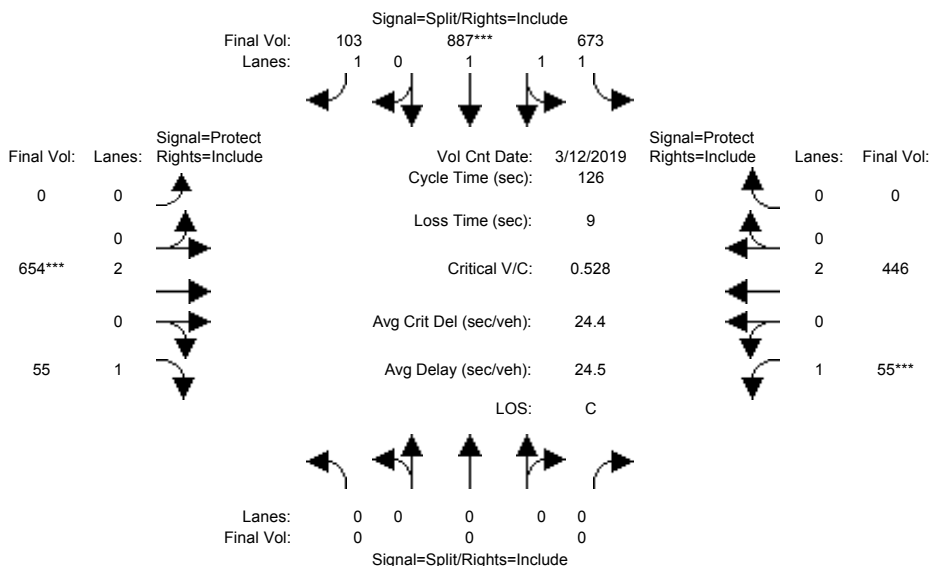 Signal=Split/Rights=Include
Final Vol: 103 887*** 673
Lanes: 1 0 1 1 1
Signal=Protect Signal=Protect
Final Vol: Lanes: Rights=Include Vol Cnt Date: 3/12/2019 Rights=Include Lanes: Final Vol:
Cycle Time (sec): 126
0 0 0 0
Loss Time (sec): 9
0 0
654*** 2 Critical V/C: 0.528 2 446
0 Avg Crit Del (sec/veh): 24.4 0
55 1 Avg Delay (sec/veh): 24.5 1 55***
LOS: C
Lanes: 0 0 0 0 0
Final Vol: 0 0 0
Signal=Split/Rights=Include